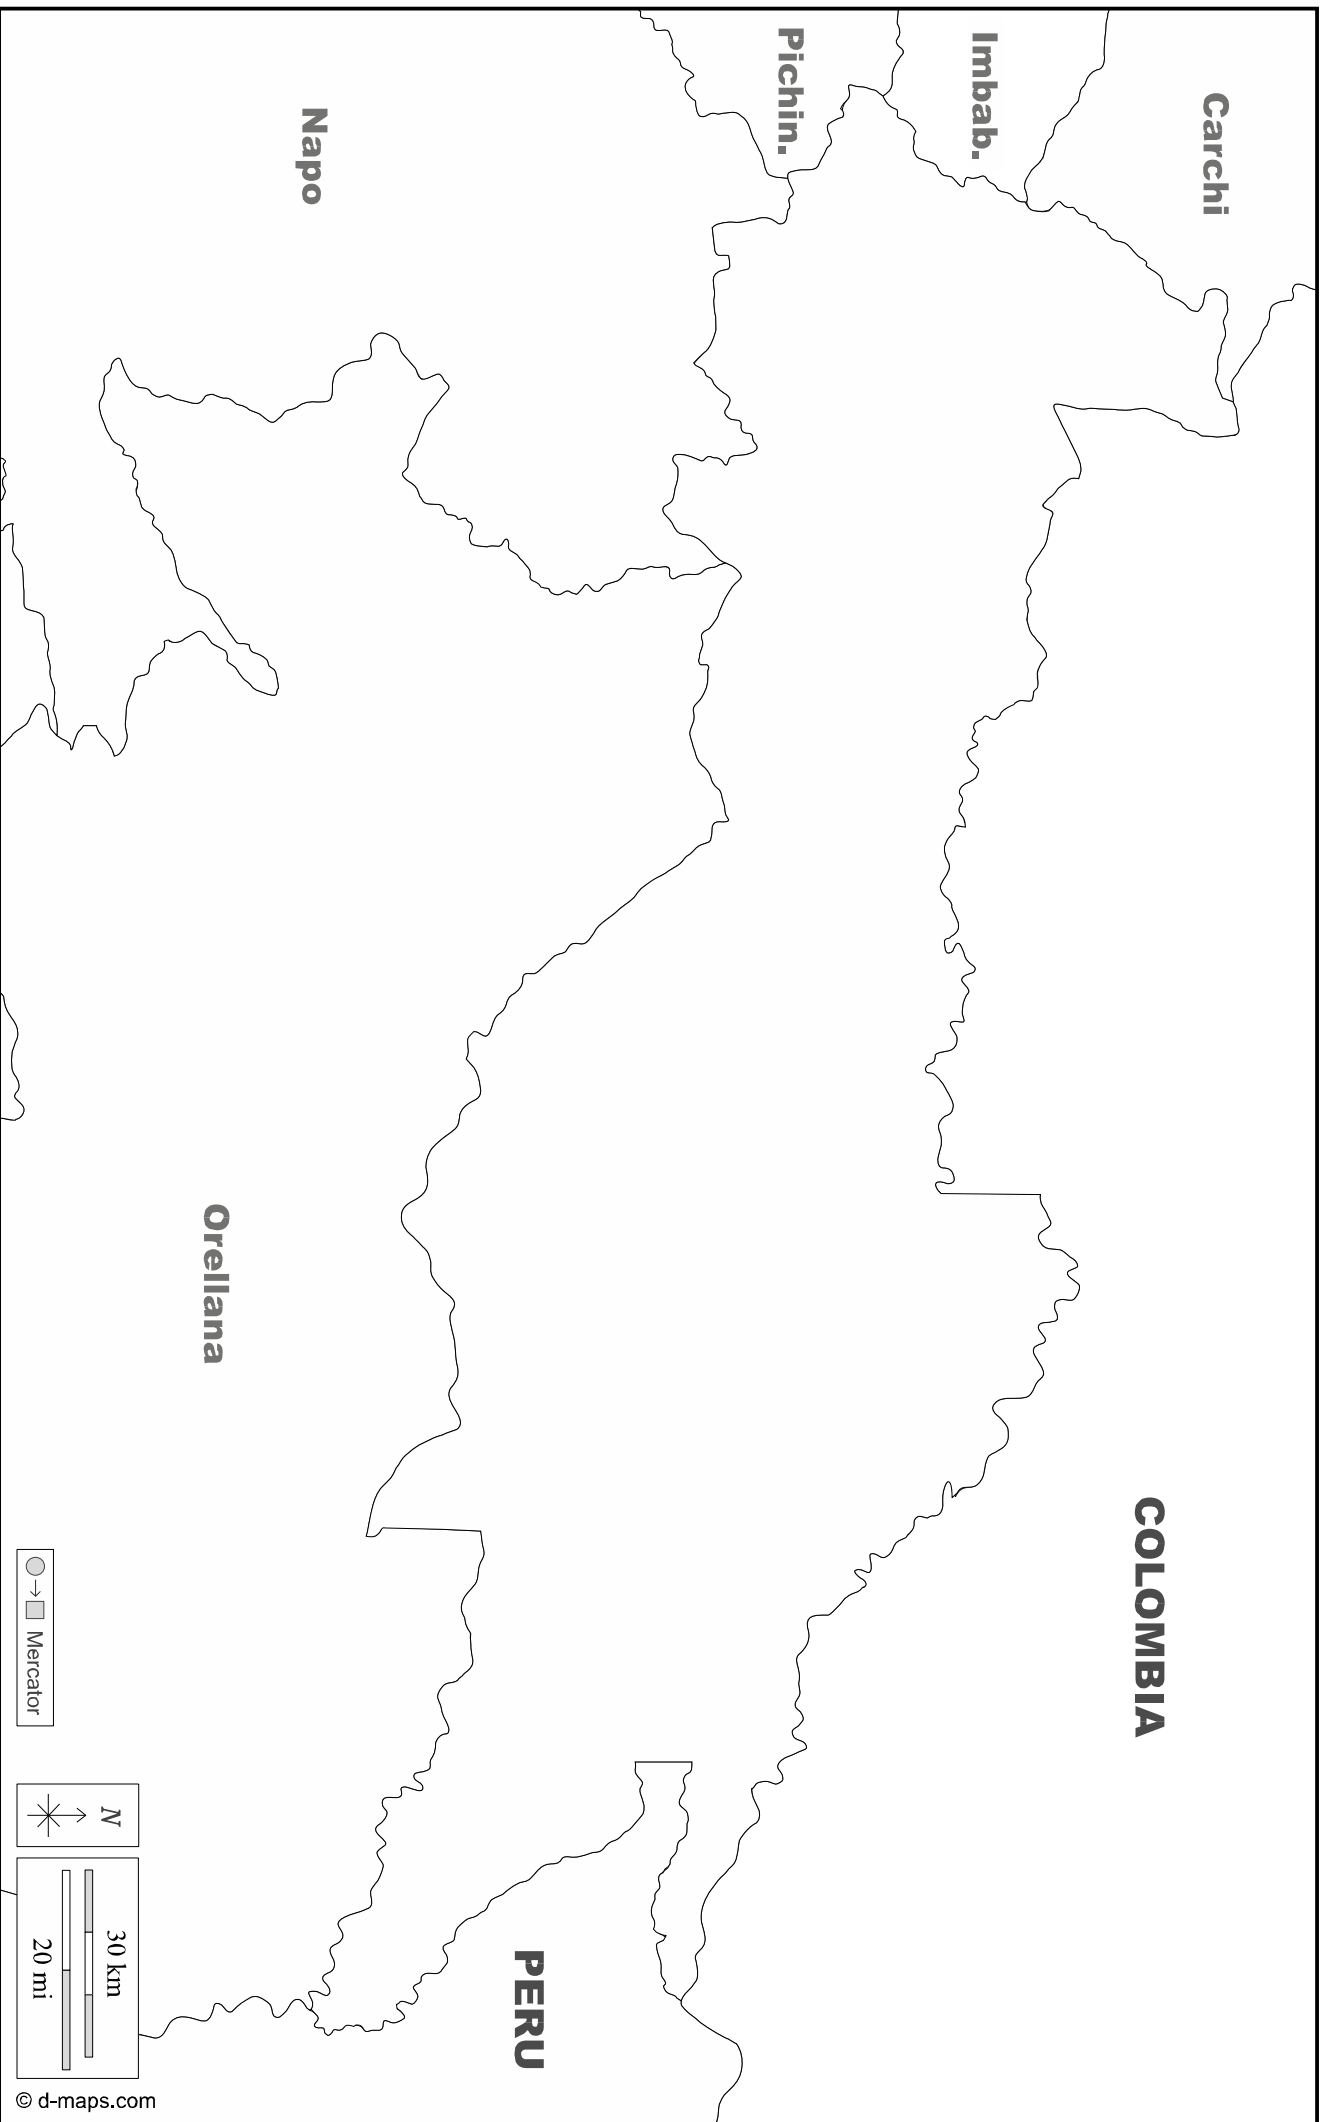 Carchi
Imbab.
Pichin.
Napo
COLOMBIA
Orellana
PERU
Mercator
N
30 km
20 mi
© d-maps.com